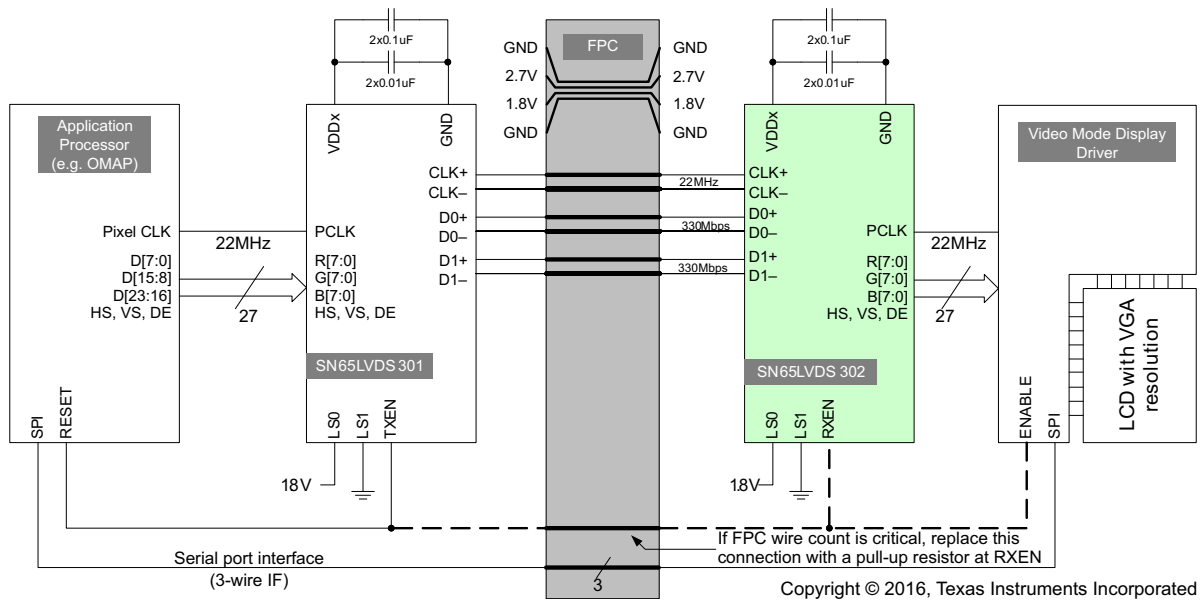 2x0.1uF
2x0.01uF
GND
2.7V
1.8V
GND
FPC
GND
2.7V
1.8V
GND
2x0.1uF
2x0.01uF
Application
Processor
(e.g. OMAP)
Pixel CLK
D[7:0]
D[15:8]
D[23:16]
HS, VS, DE
SPI
RESET
22MHz
27
VDDx
GND
CLK+
CLK–
D0+
D0–
D1+
D1–
PCLK
R[7:0]
G[7:0]
B[7:0]
HS, VS, DE
SN65LVDS 301
LS0
LS1
TXEN
18V
22MHz
330Mbps
330Mbps
VDDx
GND
CLK+
CLK–
D0+
D0–
D1+
D1–
PCLK
R[7:0]
G[7:0]
B[7:0]
HS, VS, DE
SN65LVDS 302
LS0
LS1
RXEN
1.8V
22MHz
27
Video Mode Display
Driver
ENABLE
SPI
LCD with VGA
resolution
If FPC wire count is critical, replace this
connection with a pull-up resistor at RXEN
Serial port interface
(3-wire IF)
3
Copyright © 2016, Texas Instruments Incorporated